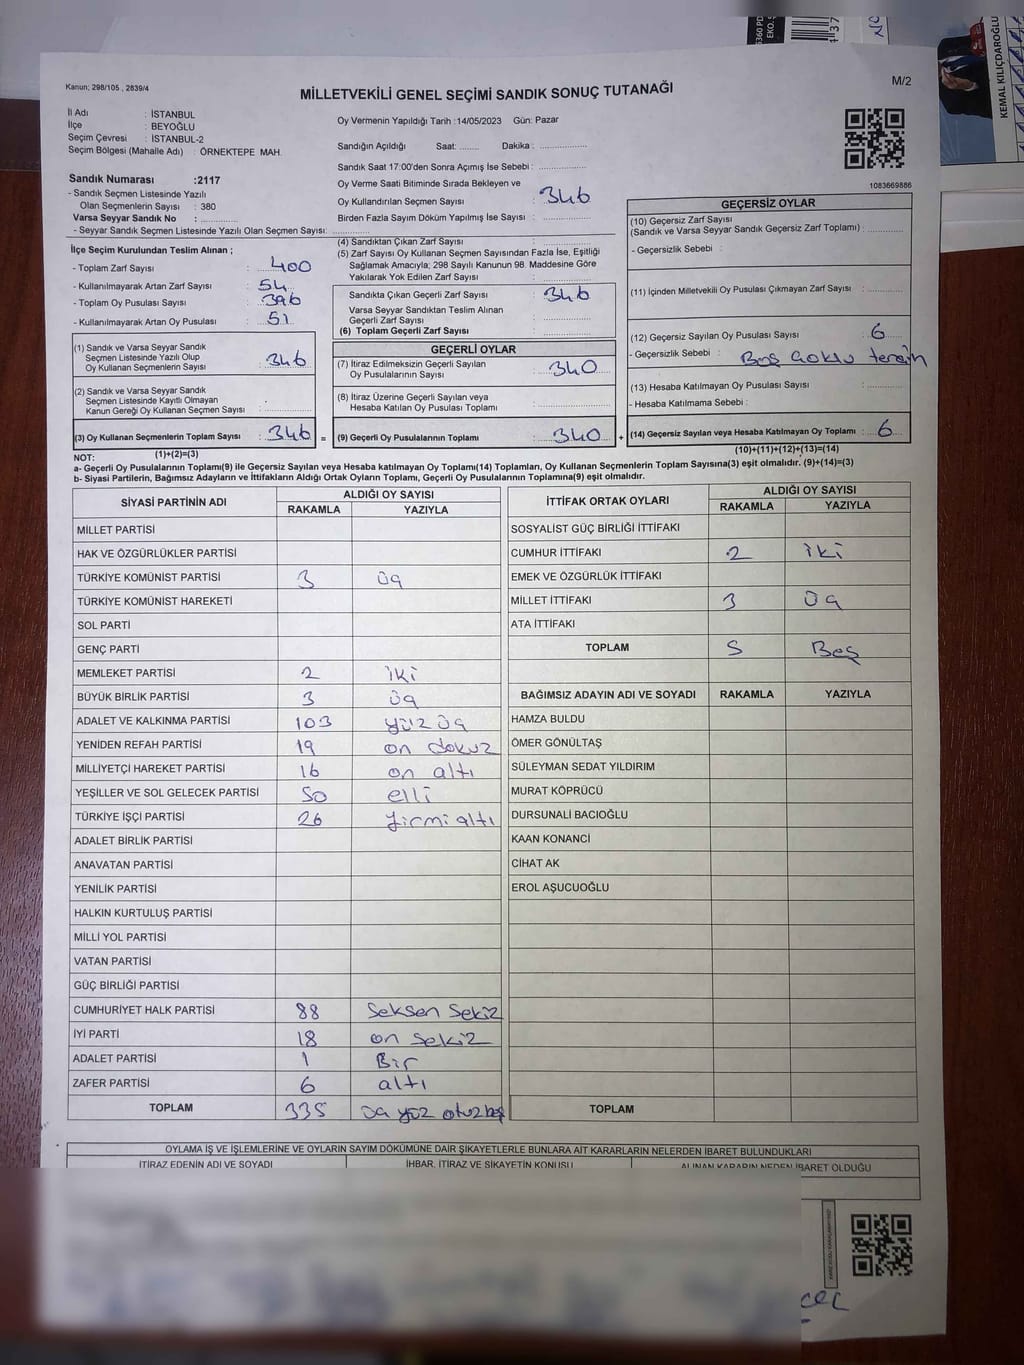 360 PD
EKO. S
4137
NO
KEMAL KILIÇDAROĞLU
Kanun: 298/105 , 2839/4
M/2
MİLLETVEKİLİ GENEL SEÇİMİ SANDIK SONUÇ TUTANAĞI
İl Adı : İSTANBUL
İlçe : BEYOĞLU
Seçim Çevresi : İSTANBUL-2
Seçim Bölgesi (Mahalle Adı) : ÖRNEKTEPE MAH.
Oy Vermenin Yapıldığı Tarih :14/05/2023 Gün: Pazar
Sandığın Açıldığı Saat: ........ Dakika : ................
Sandık Saat 17:00'den Sonra Açımış İse Sebebi : ................
Oy Verme Saati Bitiminde Sırada Bekleyen ve
Oy Kullandırılan Seçmen Sayısı : 346
Birden Fazla Sayım Döküm Yapılmış İse Sayısı : ................
1083669886
Sandık Numarası :2117
- Sandık Seçmen Listesinde Yazılı
Olan Seçmenlerin Sayısı : 380
Varsa Seyyar Sandık No : ............
- Seyyar Sandık Seçmen Listesinde Yazılı Olan Seçmen Sayısı: ................
İlçe Seçim Kurulundan Teslim Alınan ;
- Toplam Zarf Sayısı : 400
- Kullanılmayarak Artan Zarf Sayısı : 54
- Toplam Oy Pusulası Sayısı : 396
- Kullanılmayarak Artan Oy Pusulası : 51
(4) Sandıktan Çıkan Zarf Sayısı : ................
(5) Zarf Sayısı Oy Kullanan Seçmen Sayısından Fazla İse, Eşitliği
Sağlamak Amacıyla; 298 Sayılı Kanunun 98. Maddesine Göre
Yakılarak Yok Edilen Zarf Sayısı : ................
Sandıkta Çıkan Geçerli Zarf Sayısı : 346
Varsa Seyyar Sandıktan Teslim Alınan
Geçerli Zarf Sayısı : ................
(6) Toplam Geçerli Zarf Sayısı : ................
GEÇERSİZ OYLAR
(10) Geçersiz Zarf Sayısı
(Sandık ve Varsa Seyyar Sandık Geçersiz Zarf Toplamı) : ............
- Geçersizlik Sebebi :
(11) İçinden Milletvekili Oy Pusulası Çıkmayan Zarf Sayısı : ............
(12) Geçersiz Sayılan Oy Pusulası Sayısı : 6
- Geçersizlik Sebebi : Boş Çoklu tercih
(13) Hesaba Katılmayan Oy Pusulası Sayısı : ............
- Hesaba Katılmama Sebebi :
(14) Geçersiz Sayılan veya Hesaba Katılmayan Oy Toplamı : 6
(10)+(11)+(12)+(13)=(14)
(1) Sandık ve Varsa Seyyar Sandık
Seçmen Listesinde Yazılı Olup
Oy Kullanan Seçmenlerin Sayısı : 346
(2) Sandık ve Varsa Seyyar Sandık
Seçmen Listesinde Kayıtlı Olmayan
Kanun Gereği Oy Kullanan Seçmen Sayısı : ............
(3) Oy Kullanan Seçmenlerin Toplam Sayısı : 346 =
(1)+(2)=(3)
GEÇERLİ OYLAR
(7) İtiraz Edilmeksizin Geçerli Sayılan
Oy Pusulalarının Sayısı : 340
(8) İtiraz Üzerine Geçerli Sayılan veya
Hesaba Katılan Oy Pusulası Toplamı : ................
(9) Geçerli Oy Pusulalarının Toplamı : 340 +
NOT:
a- Geçerli Oy Pusulalarının Toplamı(9) ile Geçersiz Sayılan veya Hesaba katılmayan Oy Toplamı(14) Toplamları, Oy Kullanan Seçmenlerin Toplam Sayısına(3) eşit olmalıdır. (9)+(14)=(3)
b- Siyasi Partilerin, Bağımsız Adayların ve İttifakların Aldığı Ortak Oyların Toplamı, Geçerli Oy Pusulalarının Toplamına(9) eşit olmalıdır.
SİYASİ PARTİNİN ADI ALDIĞI OY SAYISI
RAKAMLA YAZIYLA
MİLLET PARTİSİ
HAK VE ÖZGÜRLÜKLER PARTİSİ
TÜRKİYE KOMÜNİST PARTİSİ 3 üç
TÜRKİYE KOMÜNİST HAREKETİ
SOL PARTİ
GENÇ PARTİ
MEMLEKET PARTİSİ 2 iki
BÜYÜK BİRLİK PARTİSİ 3 üç
ADALET VE KALKINMA PARTİSİ 103 yüz üç
YENİDEN REFAH PARTİSİ 19 on dokuz
MİLLİYETÇİ HAREKET PARTİSİ 16 on altı
YEŞİLLER VE SOL GELECEK PARTİSİ 50 elli
TÜRKİYE İŞÇİ PARTİSİ 26 yirmi altı
ADALET BİRLİK PARTİSİ
ANAVATAN PARTİSİ
YENİLİK PARTİSİ
HALKIN KURTULUŞ PARTİSİ
MİLLİ YOL PARTİSİ
VATAN PARTİSİ
GÜÇ BİRLİĞİ PARTİSİ
CUMHURİYET HALK PARTİSİ 88 Seksen Sekiz
İYİ PARTİ 18 on Sekiz
ADALET PARTİSİ 1 Bir
ZAFER PARTİSİ 6 altı
TOPLAM 335 üç yüz otuzbeş
İTTİFAK ORTAK OYLARI ALDIĞI OY SAYISI
RAKAMLA YAZIYLA
SOSYALİST GÜÇ BİRLİĞİ İTTİFAKI
CUMHUR İTTİFAKI 2 iki
EMEK VE ÖZGÜRLÜK İTTİFAKI
MİLLET İTTİFAKI 3 üç
ATA İTTİFAKI
TOPLAM 5 Beş
BAĞIMSIZ ADAYIN ADI VE SOYADI RAKAMLA YAZIYLA
HAMZA BULDU
ÖMER GÖNÜLTAŞ
SÜLEYMAN SEDAT YILDIRIM
MURAT KÖPRÜCÜ
DURSUNALİ BACIOĞLU
KAAN KONANCİ
CİHAT AK
EROL AŞUCUOĞLU
TOPLAM
OYLAMA İŞ VE İŞLEMLERİNE VE OYLARIN SAYIM DÖKÜMÜNE DAİR ŞİKAYETLERLE BUNLARA AİT KARARLARIN NELERDEN İBARET BULUNDUKLARI
İTİRAZ EDENİN ADI VE SOYADI İHBAR, İTİRAZ VE ŞİKAYETİN KONUSU ALINAN KARARIN NEDEN İBARET OLDUĞU